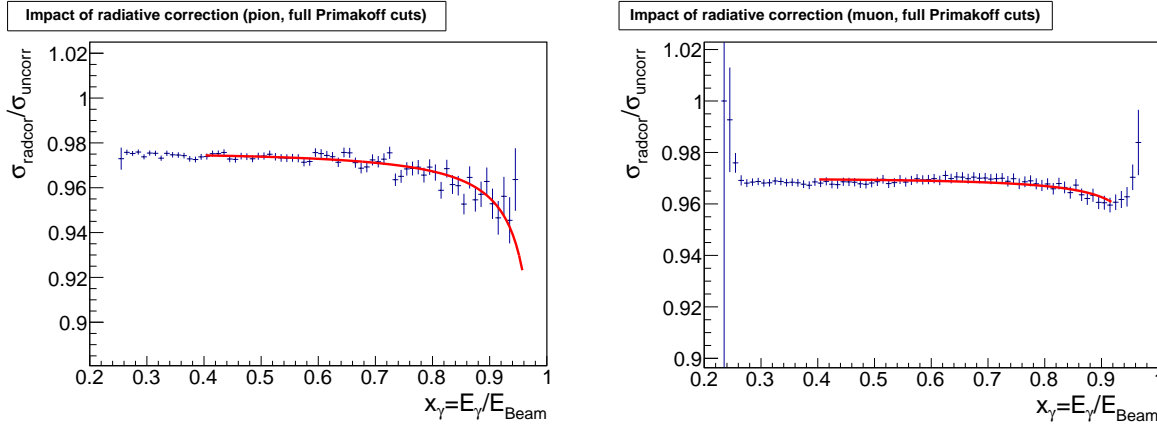 Impact of radiative correction (pion, full Primakoff cuts)
σradcor/σuncorr
1.02
1
0.98
0.96
0.94
0.92
0.9
0.2 0.3 0.4 0.5 0.6 0.7 0.8 0.9 1
xγ=Eγ/EBeam
Impact of radiative correction (muon, full Primakoff cuts)
σradcor/σuncorr
1.02
1
0.98
0.96
0.94
0.92
0.9
0.2 0.3 0.4 0.5 0.6 0.7 0.8 0.9 1
xγ=Eγ/EBeam